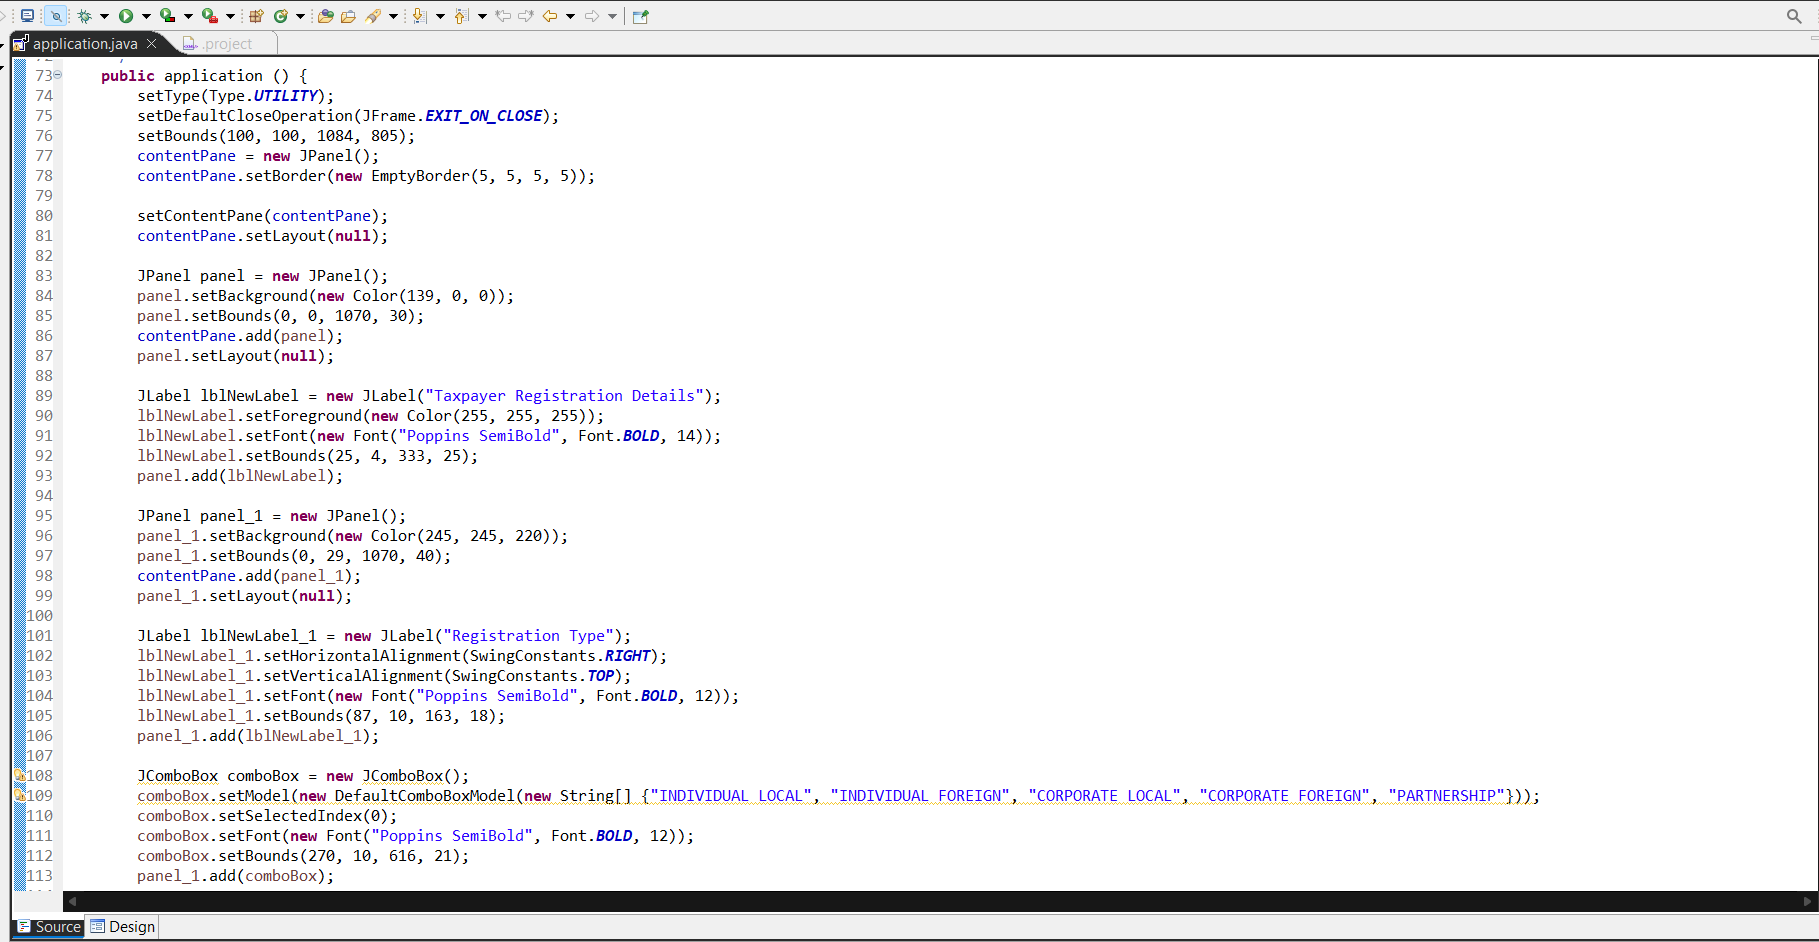 application.java
.project
73 public application () {
74 setType(Type.UTILITY);
75 setDefaultCloseOperation(JFrame.EXIT_ON_CLOSE);
76 setBounds(100, 100, 1084, 805);
77 contentPane = new JPanel();
78 contentPane.setBorder(new EmptyBorder(5, 5, 5, 5));
79
80 setContentPane(contentPane);
81 contentPane.setLayout(null);
82
83 JPanel panel = new JPanel();
84 panel.setBackground(new Color(139, 0, 0));
85 panel.setBounds(0, 0, 1070, 30);
86 contentPane.add(panel);
87 panel.setLayout(null);
88
89 JLabel lblNewLabel = new JLabel("Taxpayer Registration Details");
90 lblNewLabel.setForeground(new Color(255, 255, 255));
91 lblNewLabel.setFont(new Font("Poppins SemiBold", Font.BOLD, 14));
92 lblNewLabel.setBounds(25, 4, 333, 25);
93 panel.add(lblNewLabel);
94
95 JPanel panel_1 = new JPanel();
96 panel_1.setBackground(new Color(245, 245, 220));
97 panel_1.setBounds(0, 29, 1070, 40);
98 contentPane.add(panel_1);
99 panel_1.setLayout(null);
100
101 JLabel lblNewLabel_1 = new JLabel("Registration Type");
102 lblNewLabel_1.setHorizontalAlignment(SwingConstants.RIGHT);
103 lblNewLabel_1.setVerticalAlignment(SwingConstants.TOP);
104 lblNewLabel_1.setFont(new Font("Poppins SemiBold", Font.BOLD, 12));
105 lblNewLabel_1.setBounds(87, 10, 163, 18);
106 panel_1.add(lblNewLabel_1);
107
108 JComboBox comboBox = new JComboBox();
109 comboBox.setModel(new DefaultComboBoxModel(new String[] {"INDIVIDUAL LOCAL", "INDIVIDUAL FOREIGN", "CORPORATE LOCAL", "CORPORATE FOREIGN", "PARTNERSHIP"}));
110 comboBox.setSelectedIndex(0);
111 comboBox.setFont(new Font("Poppins SemiBold", Font.BOLD, 12));
112 comboBox.setBounds(270, 10, 616, 21);
113 panel_1.add(comboBox);
Source
Design